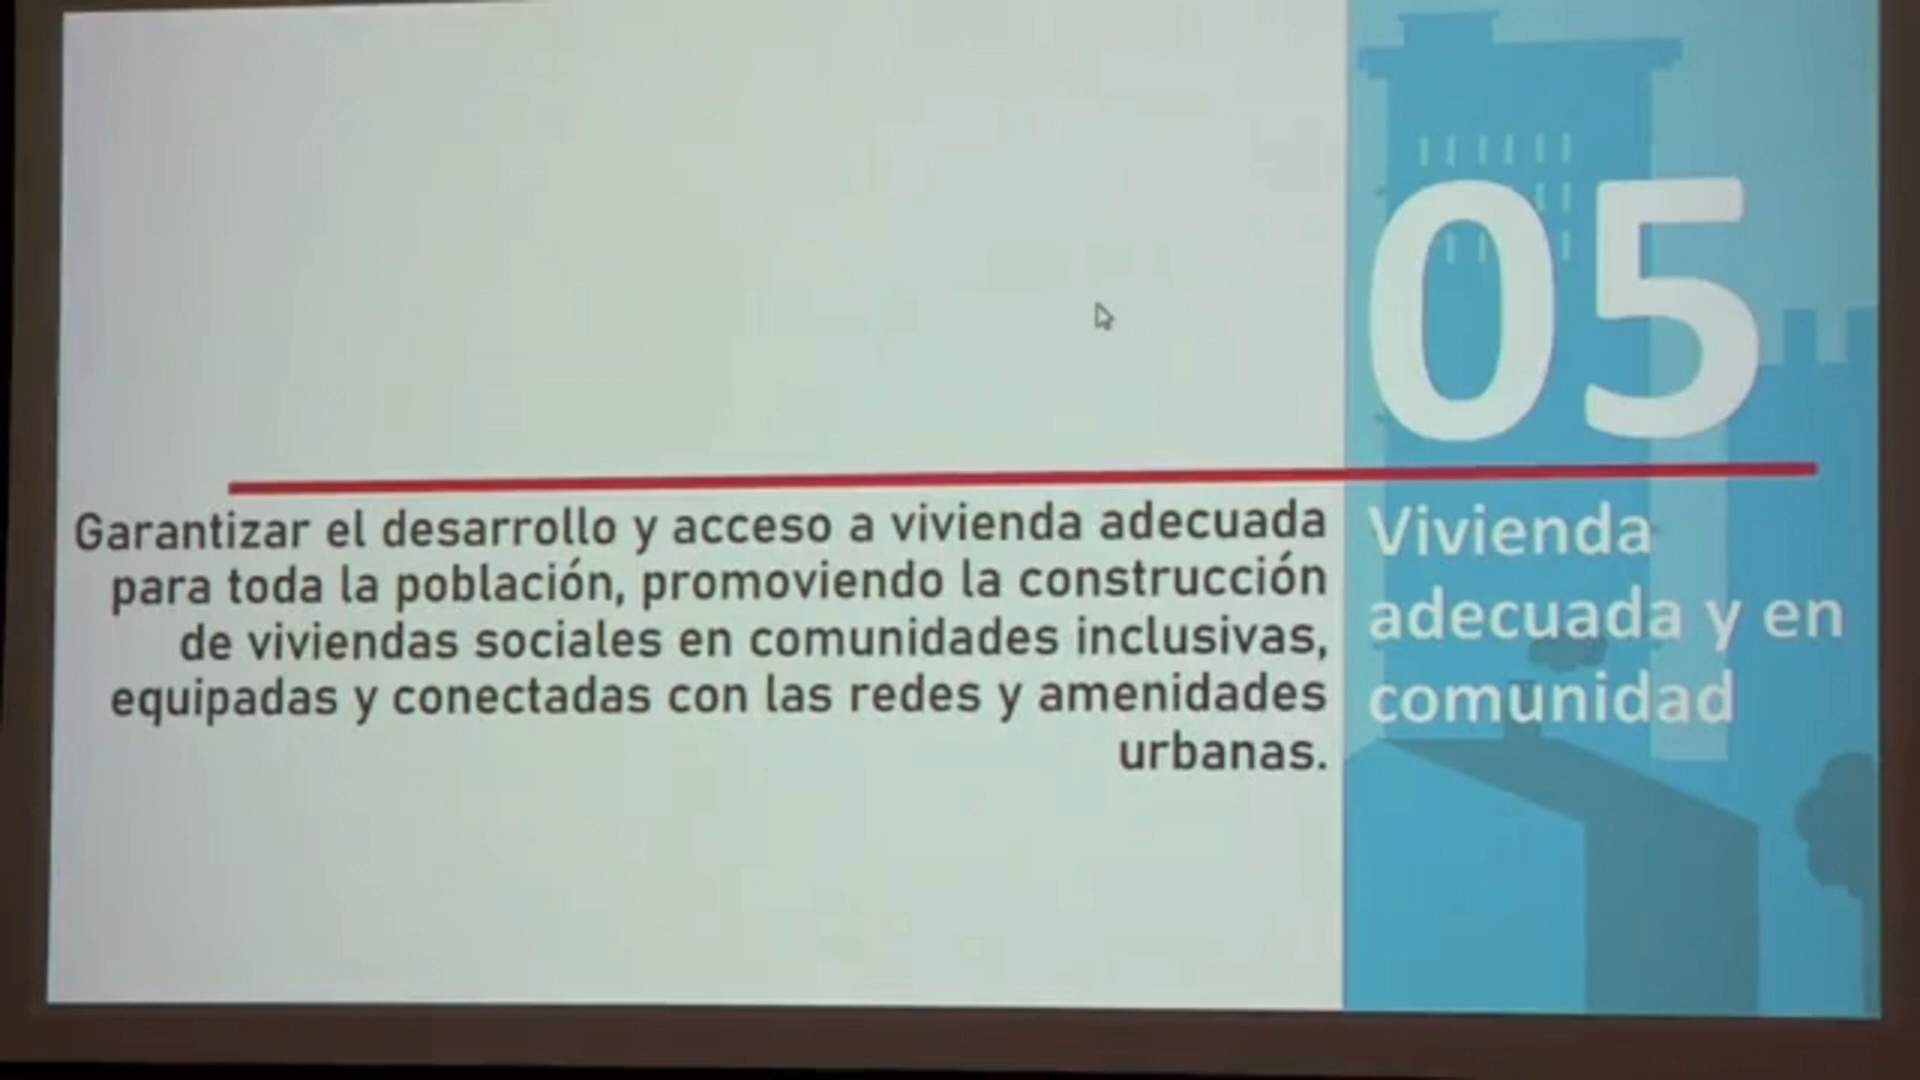 05
Garantizar el desarrollo y acceso a vivienda adecuada
para toda la población, promoviendo la construcción
de viviendas sociales en comunidades inclusivas,
equipadas y conectadas con las redes y amenidades
urbanas.
Vivienda
adecuada y en
comunidad